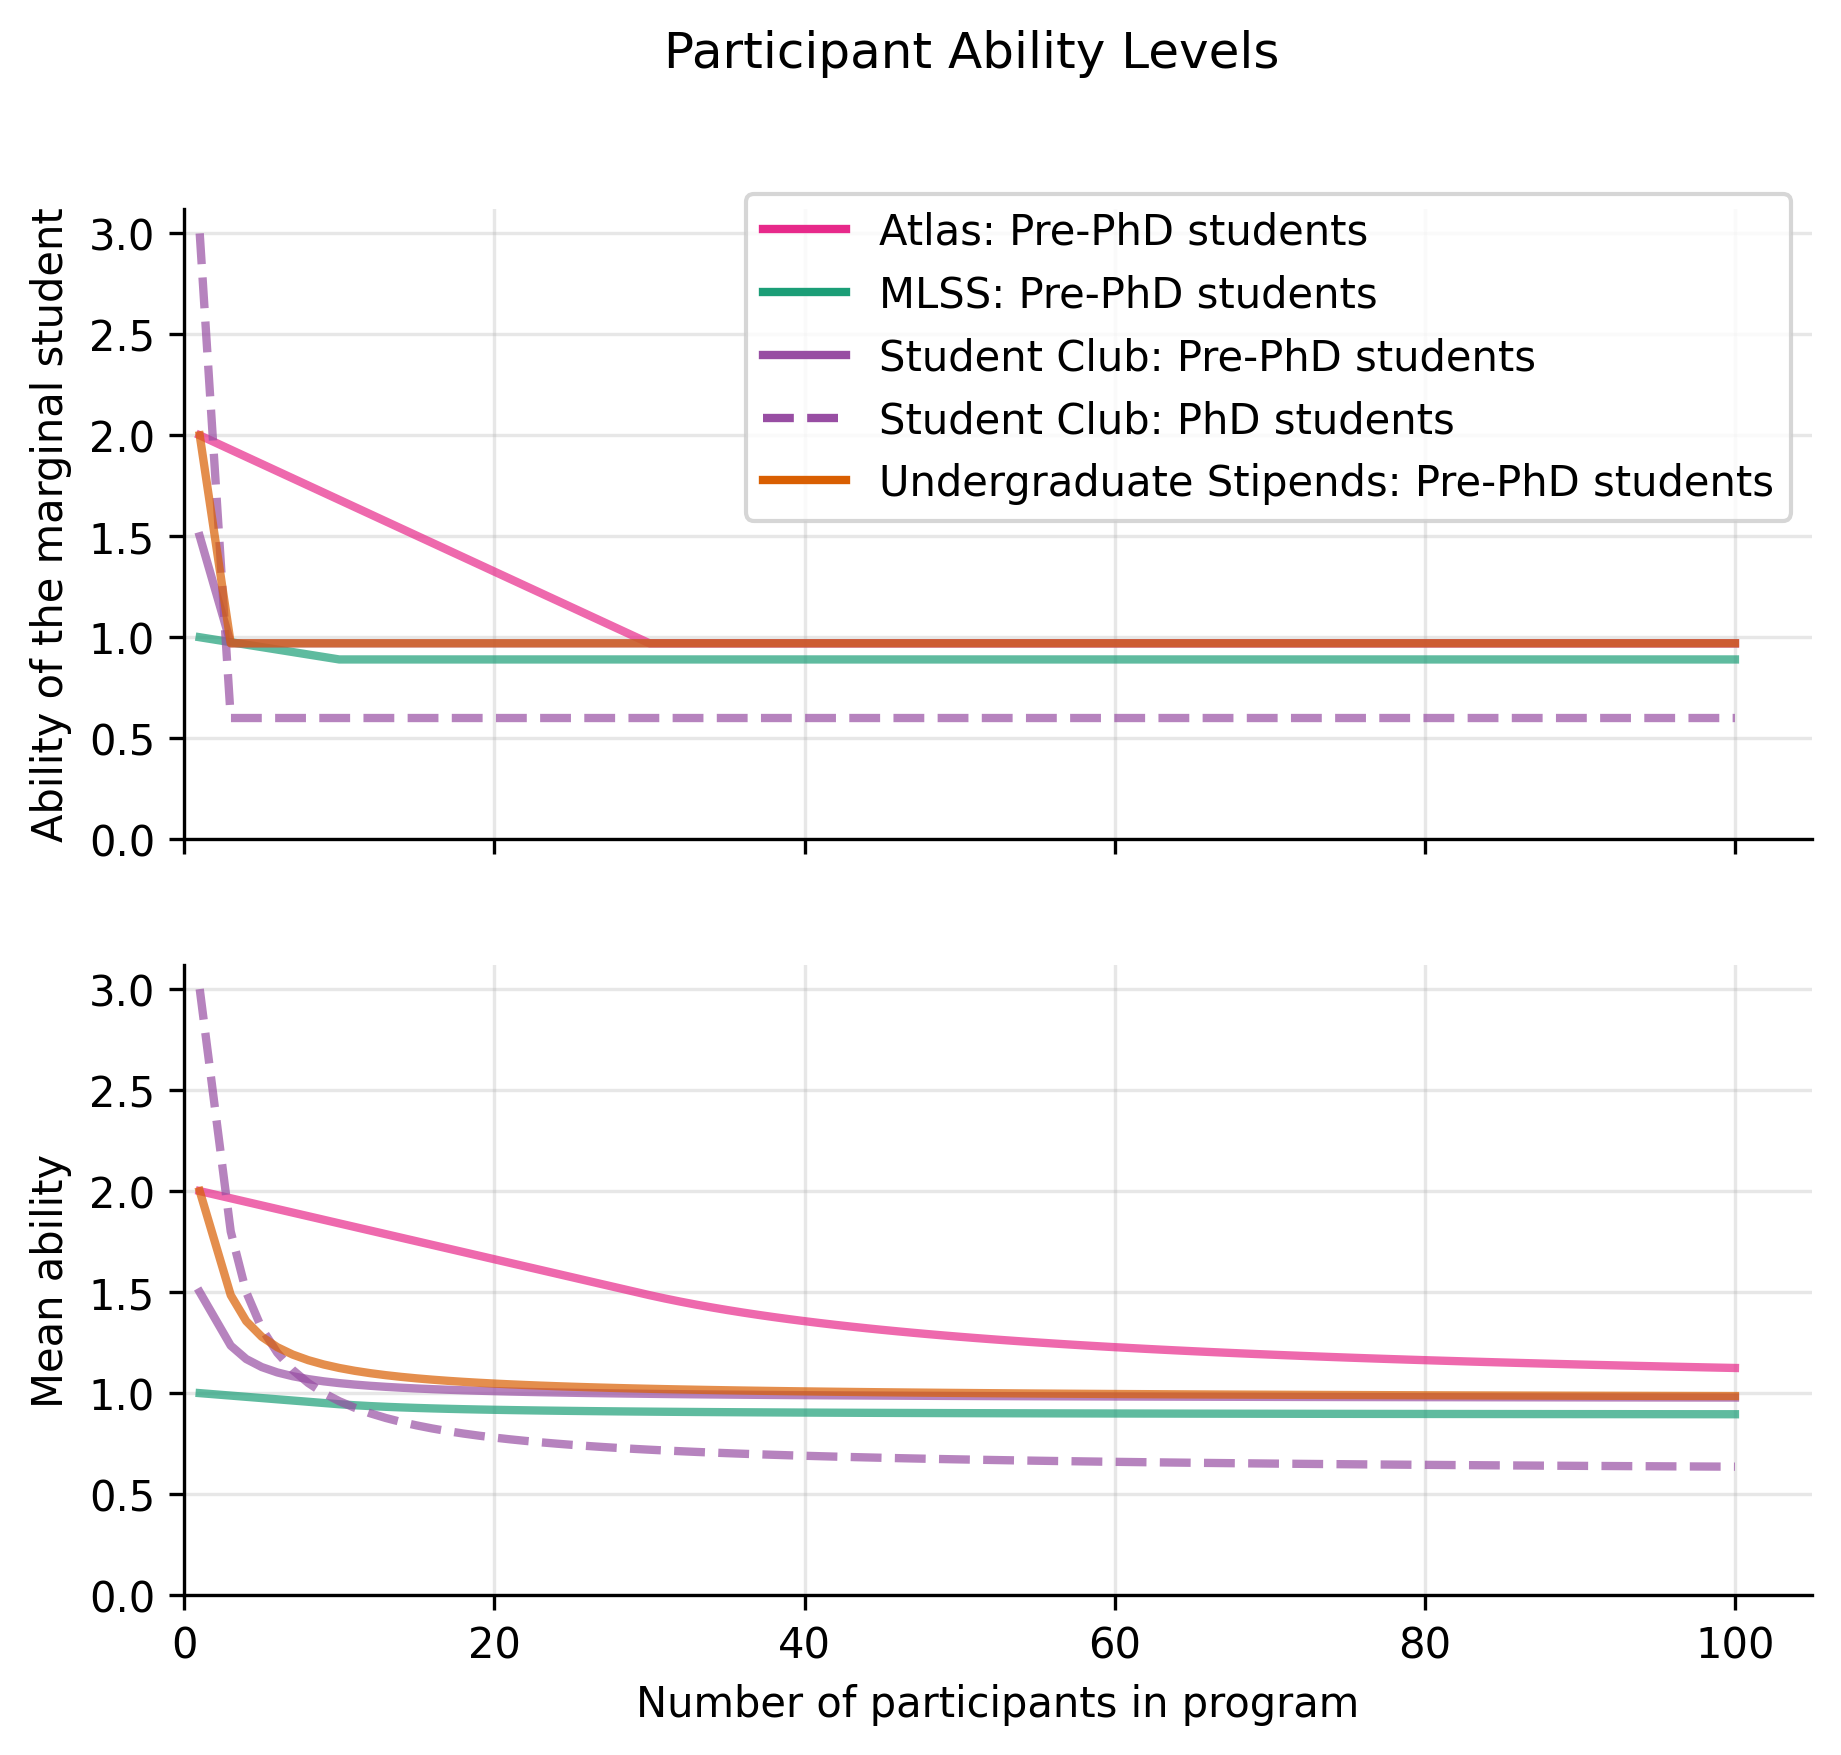 Participant Ability Levels
Ability of the marginal student
3.0
2.5
2.0
1.5
1.0
0.5
0.0
Atlas: Pre-PhD students
MLSS: Pre-PhD students
Student Club: Pre-PhD students
Student Club: PhD students
Undergraduate Stipends: Pre-PhD students
Mean ability
3.0
2.5
2.0
1.5
1.0
0.5
0.0
0 20 40 60 80 100
Number of participants in program